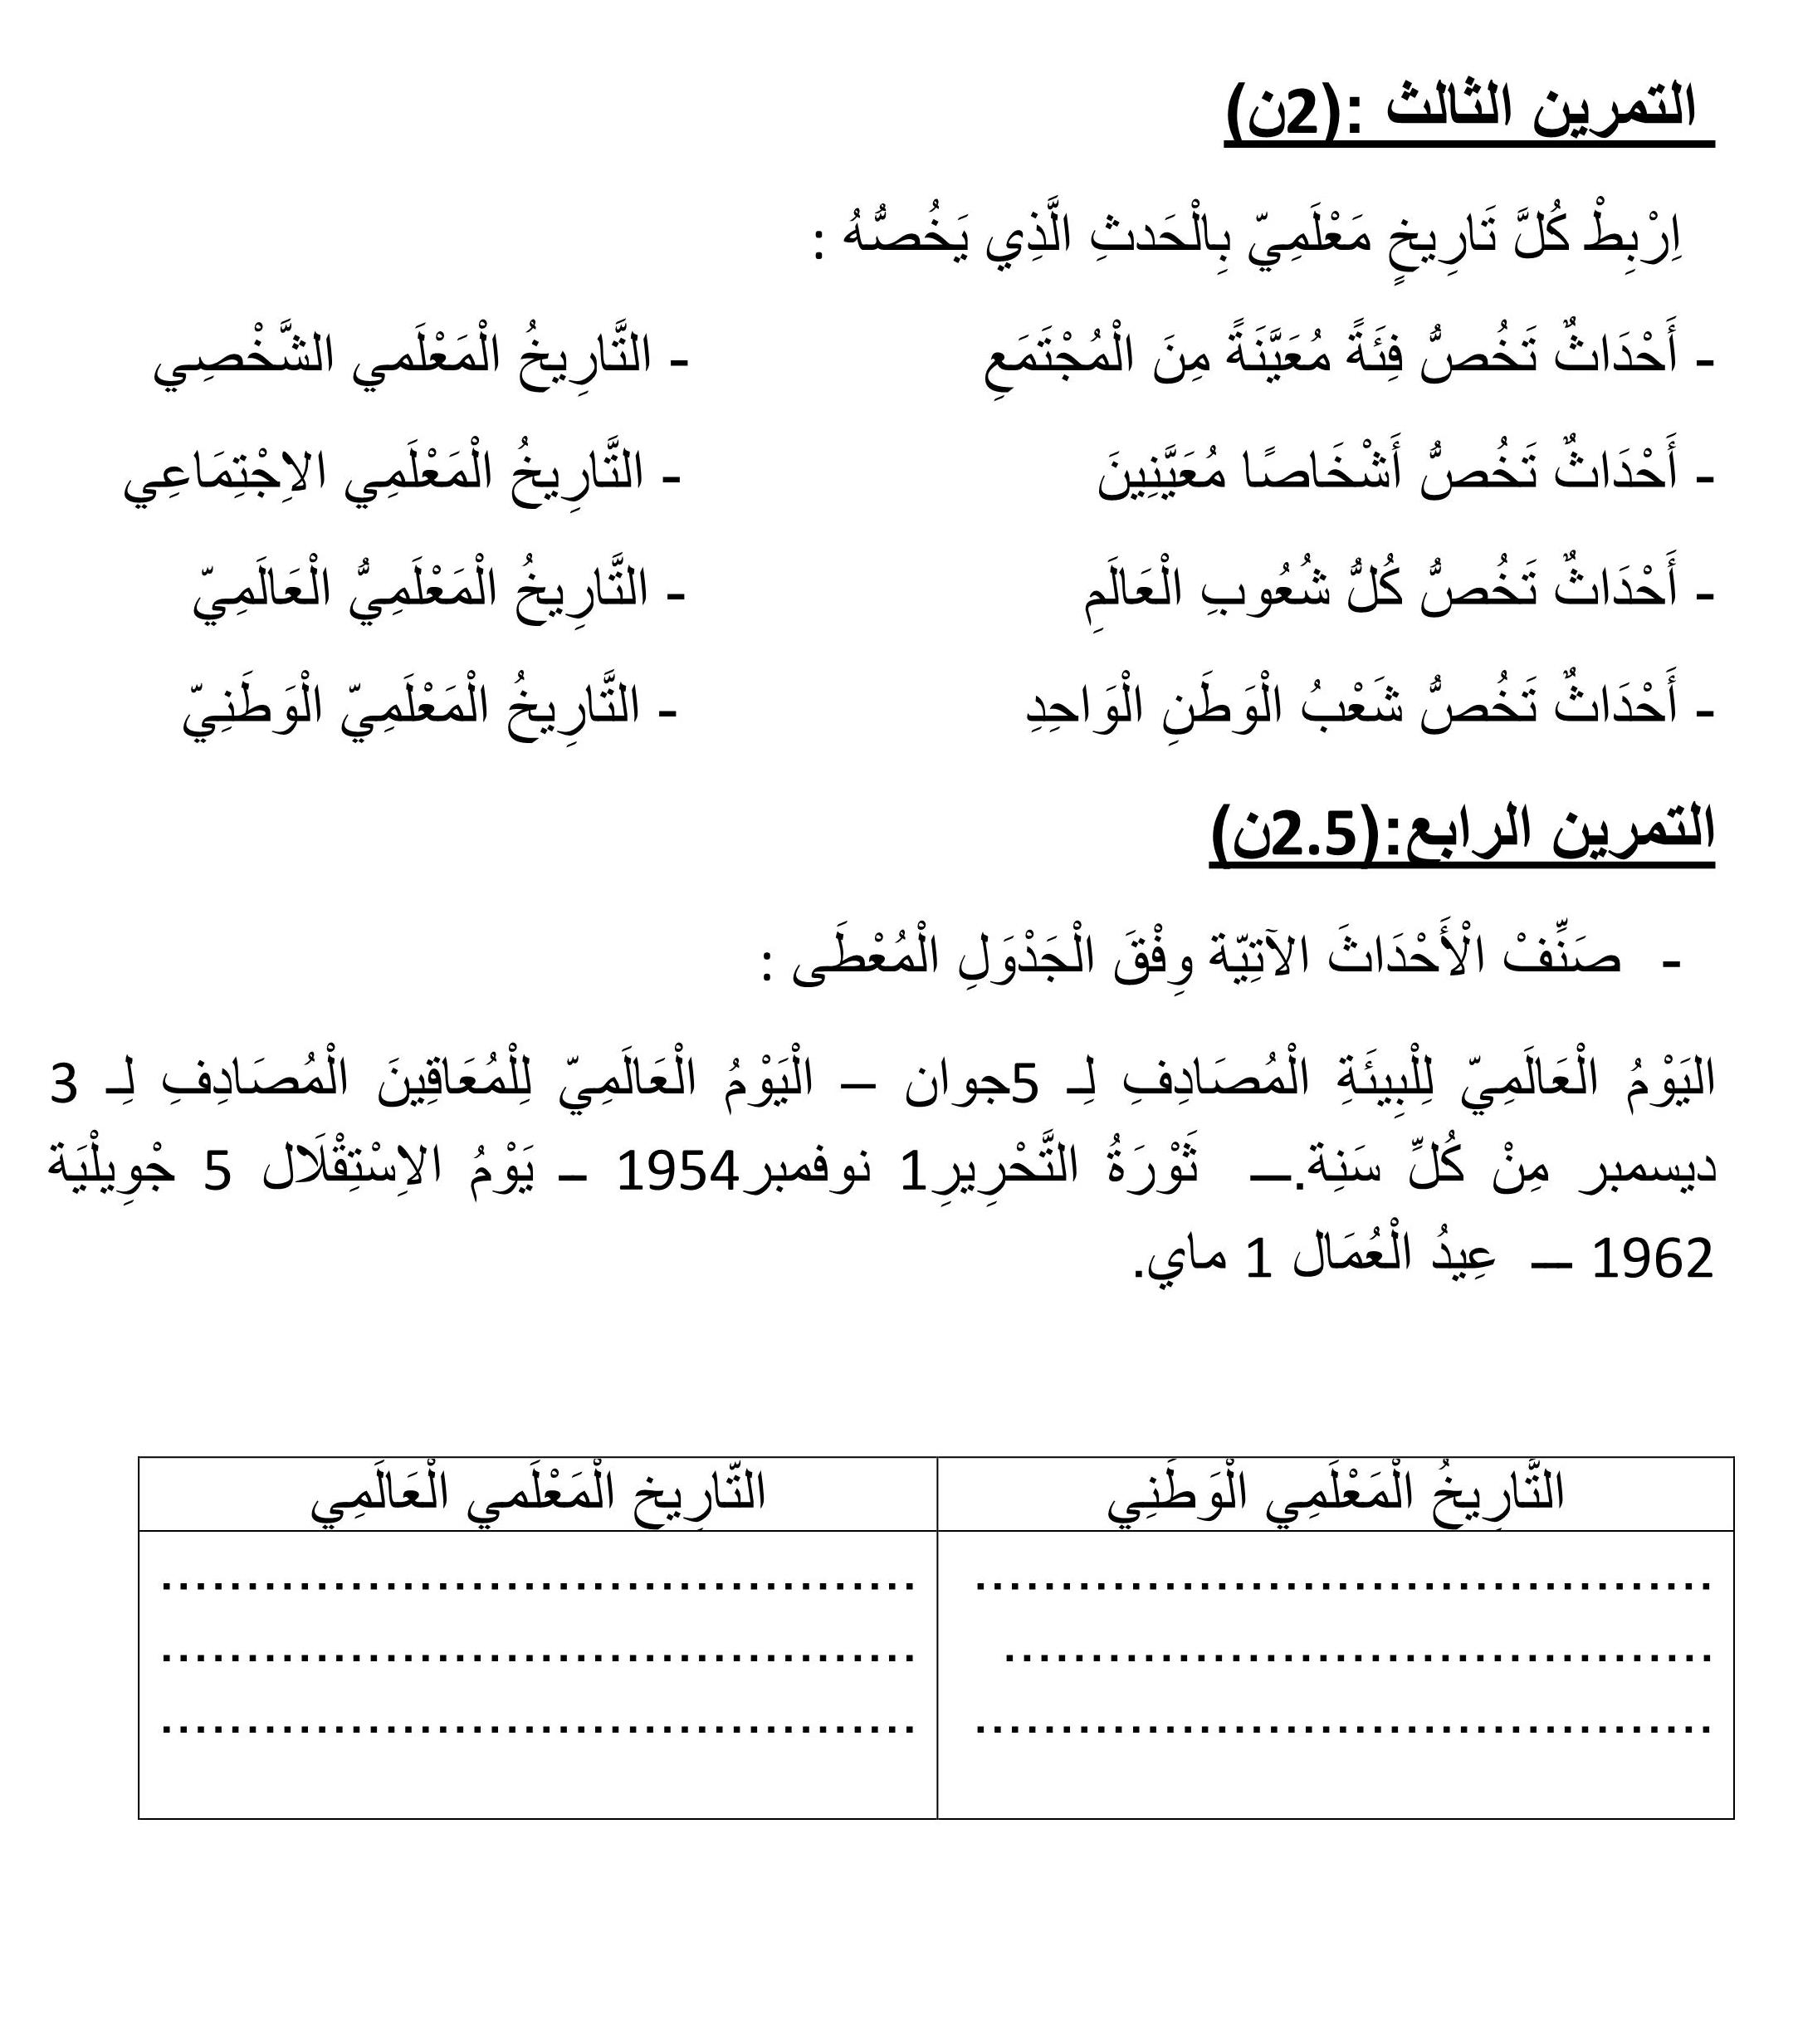 التمرين الثالث :(2ن)
اِرْبِطْ كُلَّ تَارِيخٍ مَعْلَمِيّ بِالْحَدثِ الَّذِي يَخُصُّهُ :
- أَحْدَاثٌ تَخُصُّ فِئَةً مُعَيَّنَةً مِنَ الْمُجْتَمَعِ - التَّارِيخُ الْمَعْلَمي الشَّخْصِي
- أَحْدَاثٌ تَخُصُّ أَشْخَاصًا مُعَيَّنِينَ - التَّارِيخُ الْمَعْلَمِي الاِجْتِمَاعِي
- أَحْدَاثٌ تَخُصُّ كُلُّ شُعُوبِ الْعَالَمِ - التَّارِيخُ الْمَعْلَمِيُّ الْعَالَمِيّ
- أَحْدَاثٌ تَخُصُّ شَعْبُ الْوَطَنِ الْوَاحِدِ - التَّارِيخُ الْمَعْلَمِيّ الْوَطَنِيّ
التمرين الرابع:(2.5ن)
- صَنِّفْ الْأَحْدَاثَ الآتِيّة وِفْقَ الْجَدْوَلِ الْمُعْطَى :
اليَوْمُ الْعَالَمِيّ لِلْبِيئَةِ الْمُصَادِفِ لِـ 5جوان – الْيَوْمُ الْعَالَمِيّ لِلْمُعَاقِينَ الْمُصَادِفِ لِـ 3
ديسمبر مِنْ كُلِّ سَنِة.ـــ ثَوْرَةُ التَّحْرِيرِ1 نوفمبر1954 ــ يَوْمُ الاِسْتِقْلَال 5 جْوِيلْيَة
1962 ـــ عِيدُ الْعُمَال 1 ماي.
التَّارِيخُ الْمَعْلَمِي الْوَطَنِي التّارِيخ الْمَعْلَمي الْعَالَمِي